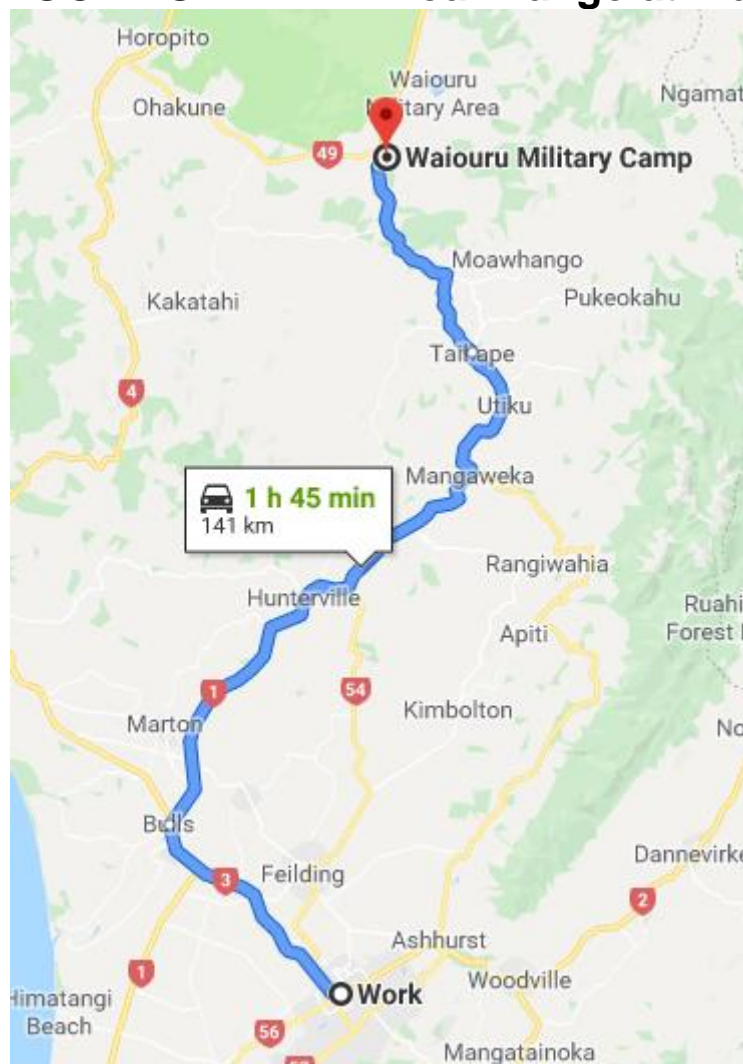 Horopito
Waiouru
Ohakune
Military Area
Ngamat
49
Waiouru Military Camp
Moawhango
Kakatahi
Pukeokahu
Taihape
4
Utiku
1 h 45 min
141 km
Mangaweka
Rangiwahia
Hunterville
Ruahi
Forest
Apiti
54
1
Kimbolton
Marton
No
Bulls
3
Feilding
Dannevirke
2
Ashhurst
1
Work
Woodville
Himatangi
Beach
56
Mangatainoka